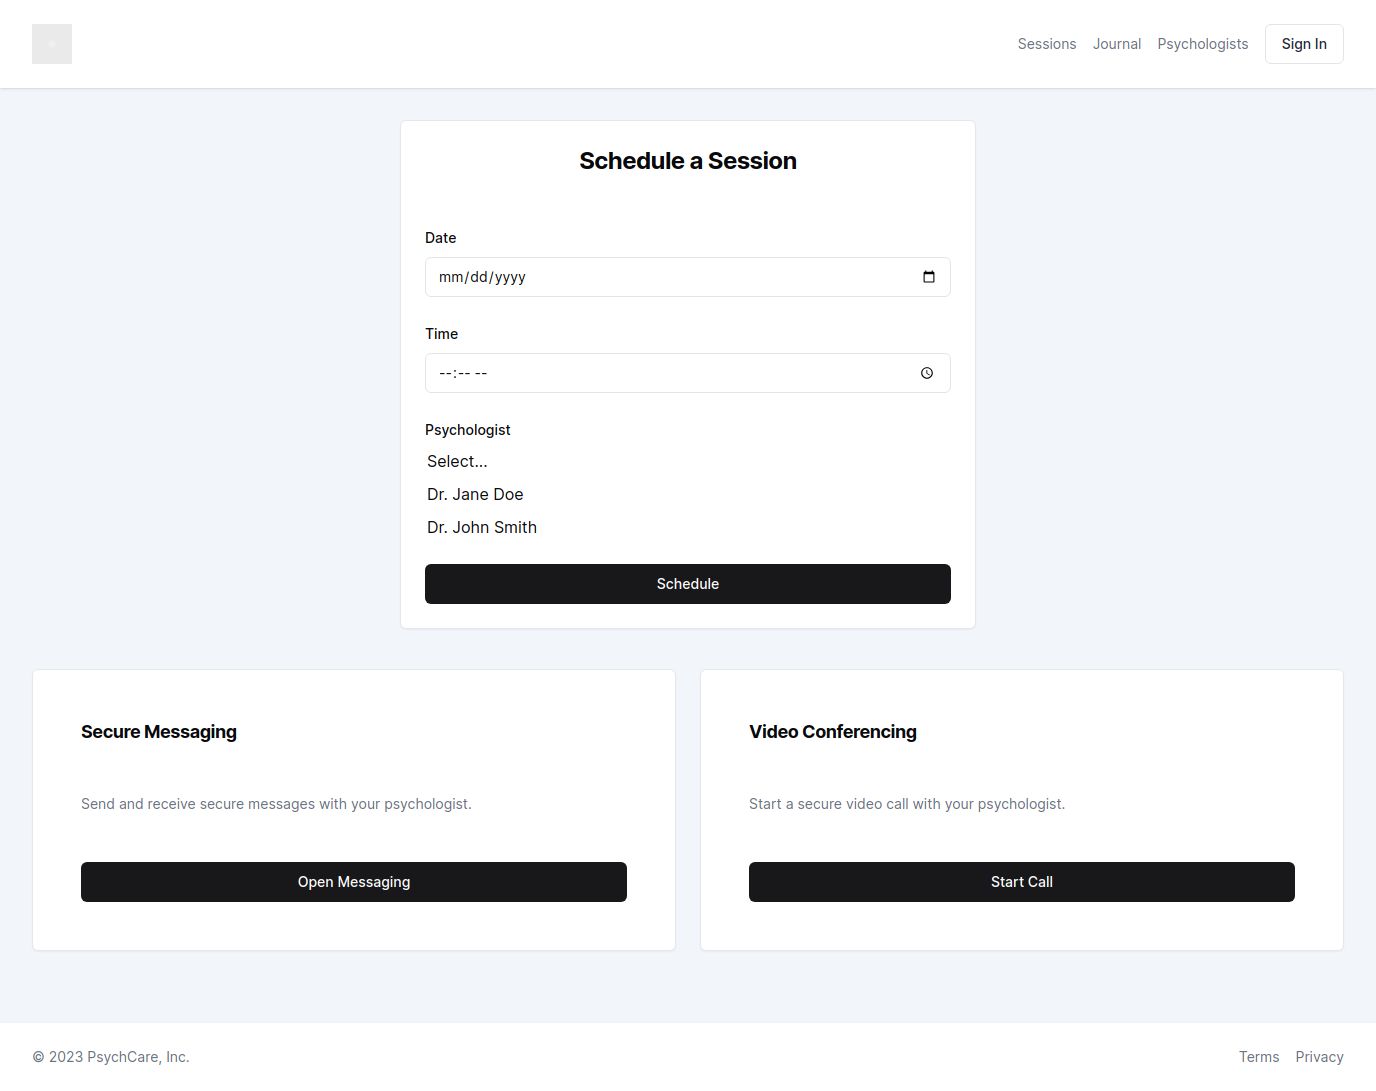 Sessions Journal Psychologists Sign In
Schedule a Session
Date
mm/dd/yyyy
Time
--:-- --
Psychologist
Select...
Dr. Jane Doe
Dr. John Smith
Schedule
Secure Messaging
Send and receive secure messages with your psychologist.
Open Messaging
Video Conferencing
Start a secure video call with your psychologist.
Start Call
© 2023 PsychCare, Inc.
Terms Privacy